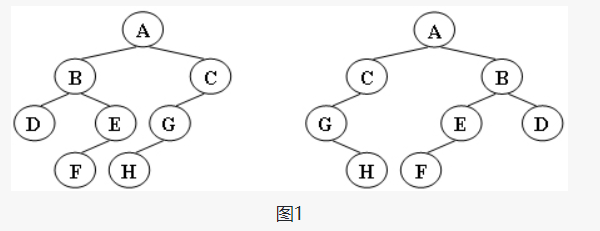 A A
B C C B
D E G G E D
F H H F
图1